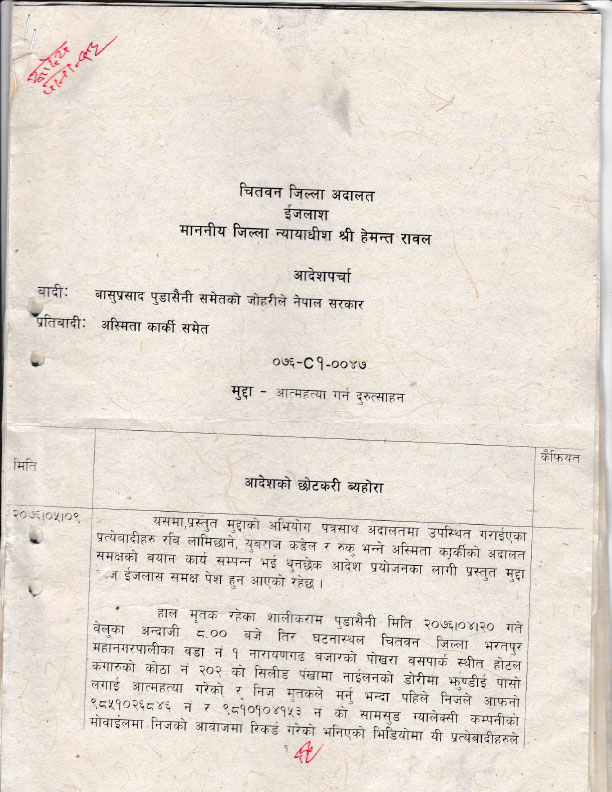 आदेश
पाना-५६
चितवन जिल्ला अदालत
ईजलाश
माननीय जिल्ला न्यायाधीश श्री हेमन्त रावल
आदेशपर्चा
बादी: बासुप्रसाद पुडासैनी समेतको जोहरीले नेपाल सरकार
प्रतिबादी: अस्मिता कार्की समेत
०७६-C१-००४७
मुद्दा - आत्महत्या गर्न दुरुत्साहन
मिति आदेशको छोटकरी ब्यहोरा कैफियत
२०७६।०५।०९ यसमा,प्रस्तुत मुद्दाको अभियोग पत्रसाथ अदालतमा उपस्थित गराईएका
प्रत्येबादीहरु रवि लामिछाने, युबराज कडेल र रुकु भन्ने अस्मिता कार्कीको अदालत
समक्षको बयान कार्य सम्पन्न भई थुनछेक आदेश प्रयोजनका लागी प्रस्तुत मुद्दा
ईजलास समक्ष पेश हुन आएको रहेछ ।
हाल मृतक रहेका शालीकराम पुडासैनी मिति २०७६।०४।२० गते
बेलुका अन्दाजी ८.०० बजे तिर घटनास्थल चितवन जिल्ला भरतपुर
महानगरपालीका वडा नं १ नारायणगढ बजारको पोखरा बसपार्क स्थीत होटल
कंगारुको कोठा नं २०२ को सिलीड पंखामा नाईलनको डोरीमा झुण्डीई पासो
लगाई आत्महत्या गरेको र निज मृतकले मर्नु भन्दा पहिले निजले आफनो
९८५१०२६८४६ नं र ९८१०१०४१५३ न को सामसुङ ग्यालेक्सी कम्पनीको
मोवाईलमा निजको आवाजमा रिकर्ड गरेको भनिएको भिडियोमा यी प्रत्येबादीहरुले
१